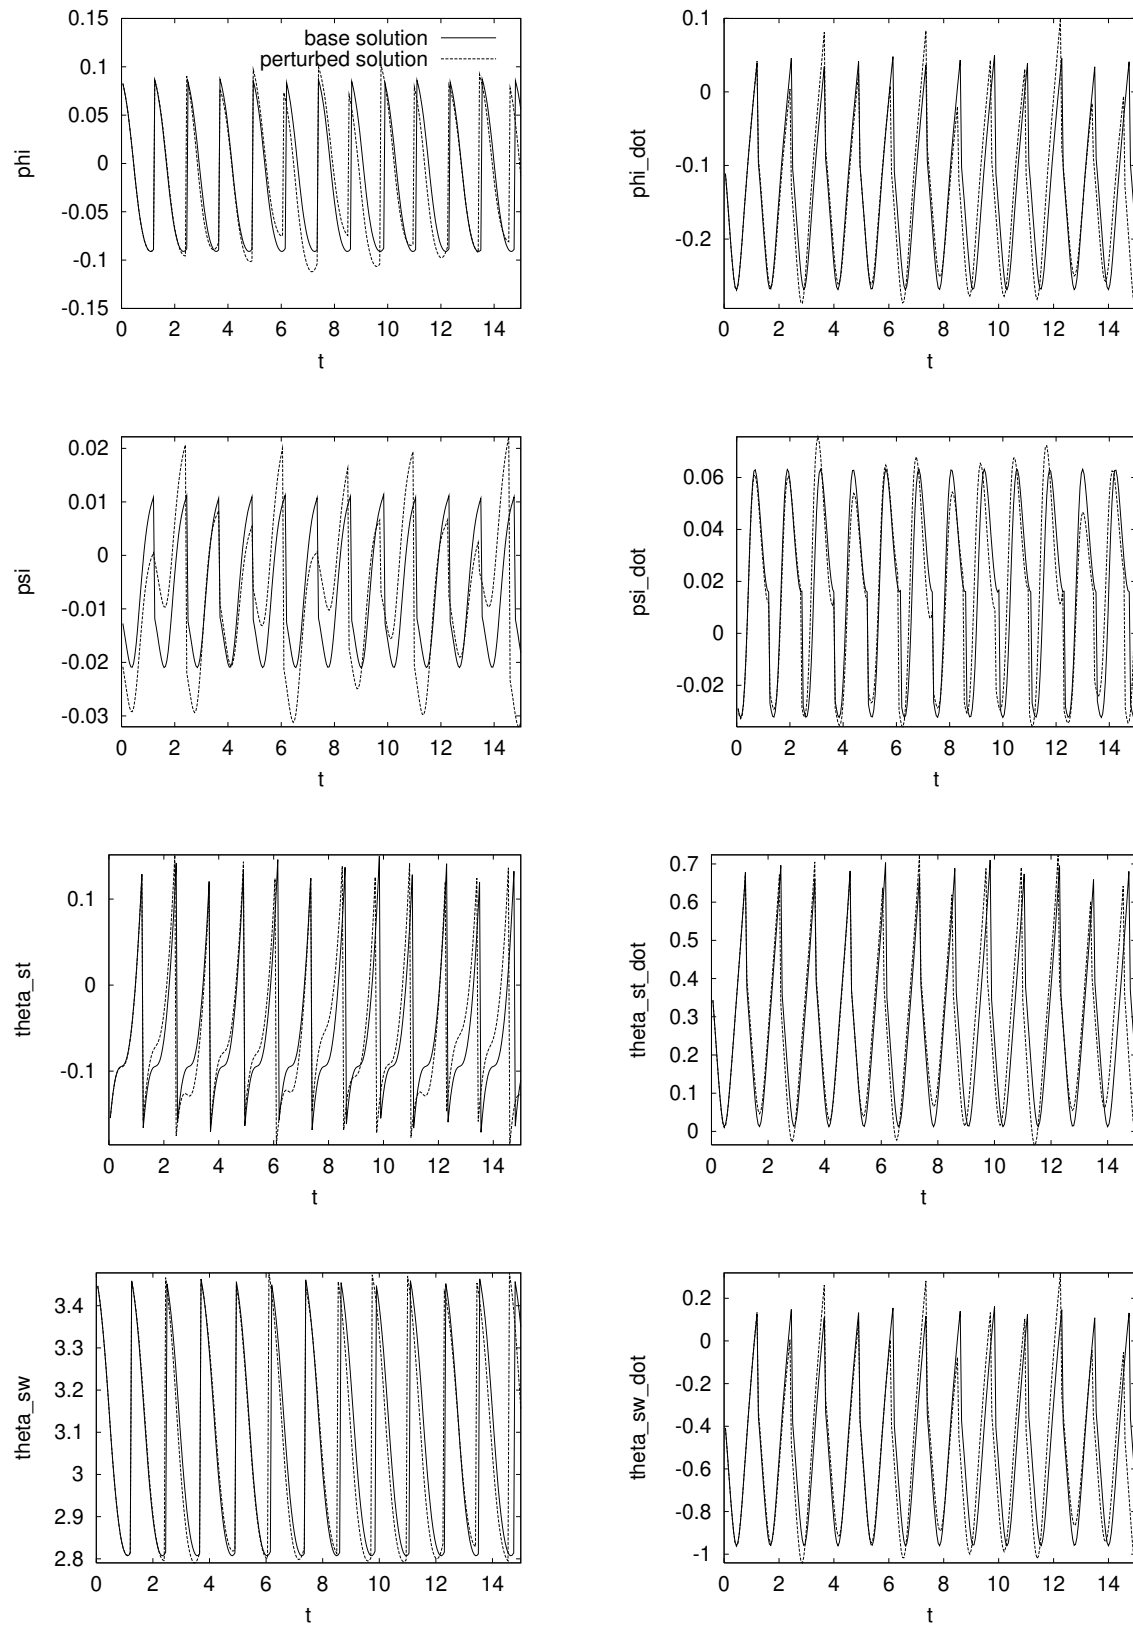 0.15
0.1
0.05
0
-0.05
-0.1
-0.15
phi
base solution
perturbed solution
0 2 4 6 8 10 12 14
t
0.1
0
-0.1
-0.2
phi_dot
0 2 4 6 8 10 12 14
t
0.02
0.01
0
-0.01
-0.02
-0.03
psi
0 2 4 6 8 10 12 14
t
0.06
0.04
0.02
0
-0.02
psi_dot
0 2 4 6 8 10 12 14
t
0.1
0
-0.1
theta_st
0 2 4 6 8 10 12 14
t
0.7
0.6
0.5
0.4
0.3
0.2
0.1
0
theta_st_dot
0 2 4 6 8 10 12 14
t
3.4
3.3
3.2
3.1
3
2.9
2.8
theta_sw
0 2 4 6 8 10 12 14
t
0.2
0
-0.2
-0.4
-0.6
-0.8
-1
theta_sw_dot
0 2 4 6 8 10 12 14
t